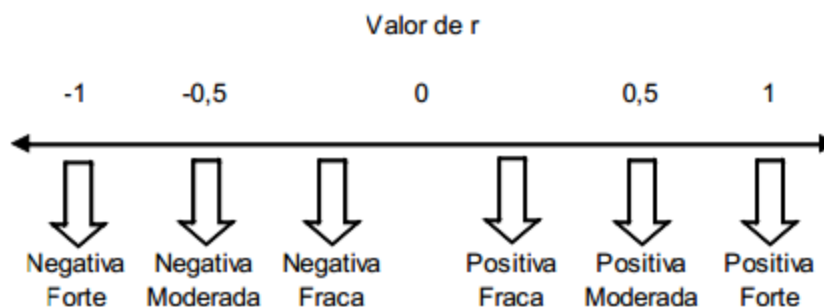 Valor de r
-1 -0,5 0 0,5 1
Negativa Negativa Negativa Positiva Positiva Positiva
Forte Moderada Fraca Fraca Moderada Forte